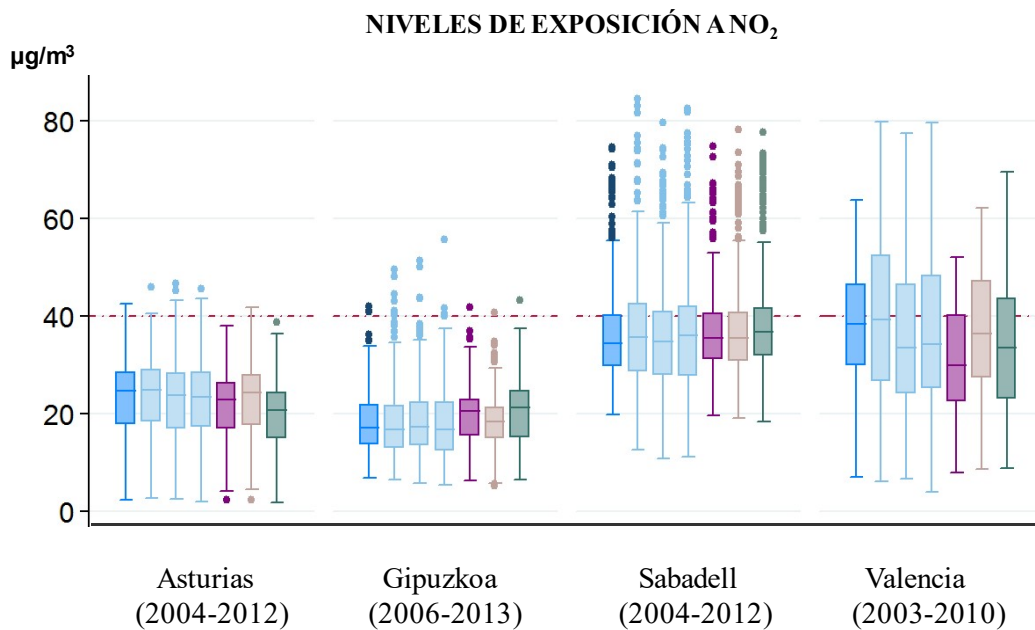 NIVELES DE EXPOSICIÓN A NO₂
µg/m³
80
60
40
20
0
Asturias Gipuzkoa Sabadell Valencia
(2004-2012) (2006-2013) (2004-2012) (2003-2010)